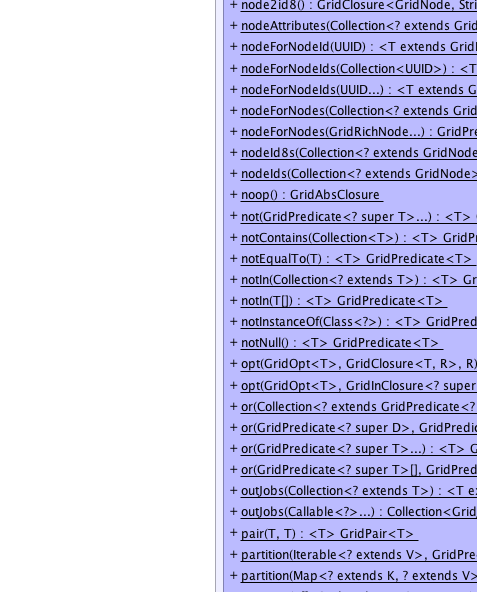 + node2id8() : GridClosure<GridNode, Stri
+ nodeAttributes(Collection<? extends Grid
+ nodeForNodeId(UUID) : <T extends Grid
+ nodeForNodeIds(Collection<UUID>) : <T
+ nodeForNodeIds(UUID...) : <T extends G
+ nodeForNodes(Collection<? extends Grid
+ nodeForNodes(GridRichNode...) : GridPre
+ nodeId8s(Collection<? extends GridNode
+ nodeIds(Collection<? extends GridNode>
+ noop() : GridAbsClosure
+ not(GridPredicate<? super T>...) : <T> G
+ notContains(Collection<T>) : <T> GridPr
+ notEqualTo(T) : <T> GridPredicate<T>
+ notIn(Collection<? extends T>) : <T> Gr
+ notIn(T[]) : <T> GridPredicate<T>
+ notInstanceOf(Class<?>) : <T> GridPred
+ notNull() : <T> GridPredicate<T>
+ opt(GridOpt<T>, GridClosure<T, R>, R)
+ opt(GridOpt<T>, GridInClosure<? super
+ or(Collection<? extends GridPredicate<?
+ or(GridPredicate<? super D>, GridPredic
+ or(GridPredicate<? super T>...) : <T> G
+ or(GridPredicate<? super T>[], GridPred
+ outJobs(Collection<? extends T>) : <T ex
+ outJobs(Callable<?>...) : Collection<Grid
+ pair(T, T) : <T> GridPair<T>
+ partition(Iterable<? extends V>, GridPre
+ partition(Map<? extends K, ? extends V>